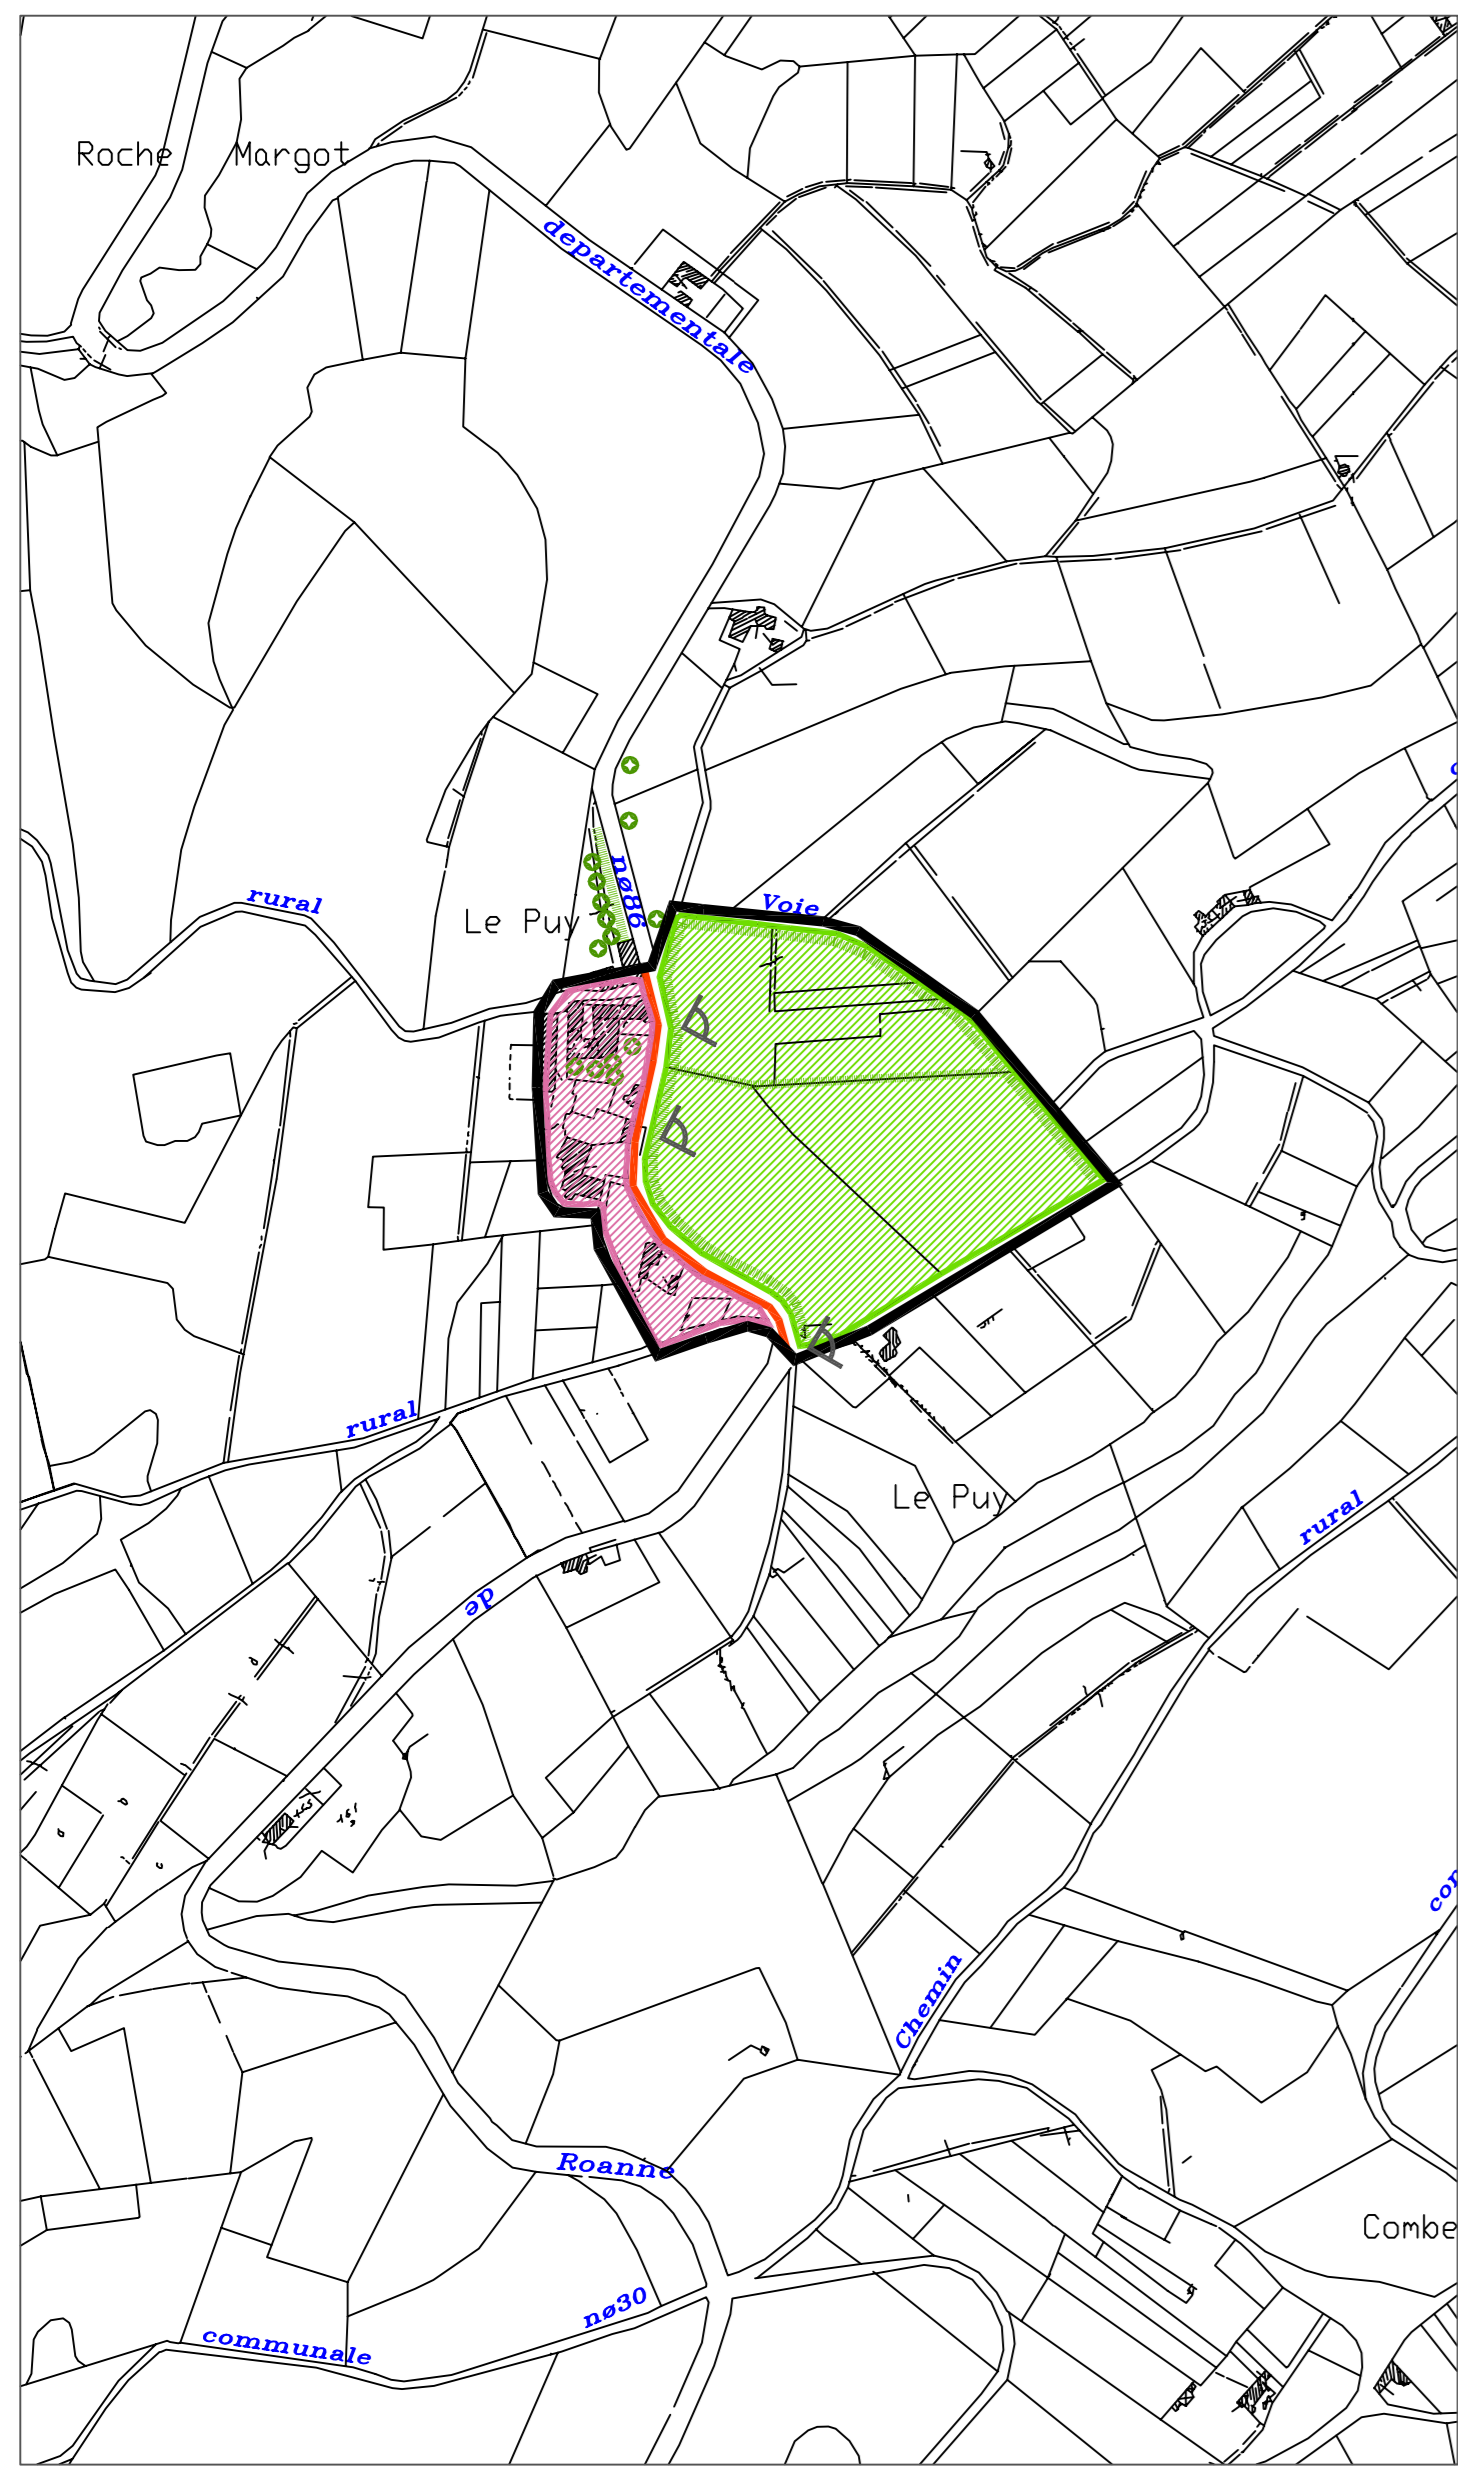 Roche Margot
departementale
rural
nø86
Le Puy
Voie
rural
Le Puy
rural
de
Chemin
Roanne
Combe
nø30
communale